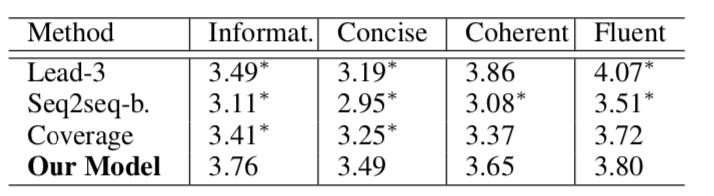 Method Informat. Concise Coherent Fluent
Lead-3 3.49* 3.19* 3.86 4.07*
Seq2seq-b. 3.11* 2.95* 3.08* 3.51*
Coverage 3.41* 3.25* 3.37 3.72
Our Model 3.76 3.49 3.65 3.80